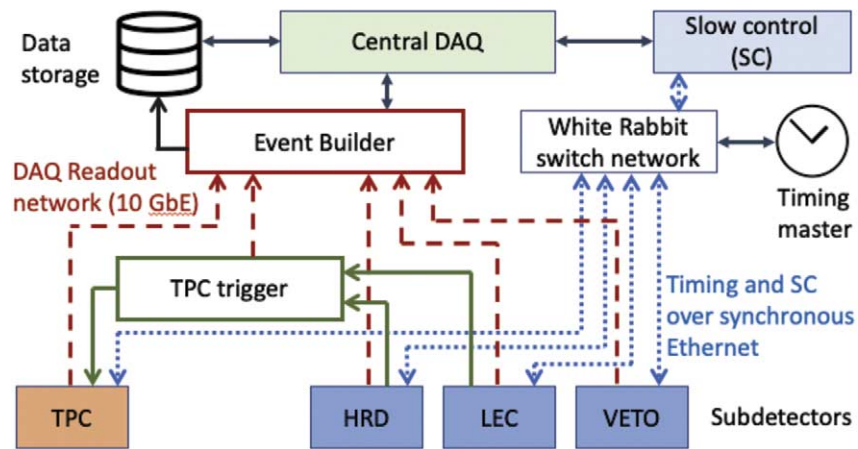 Data
storage
Central DAQ
Slow control
(SC)
Event Builder
White Rabbit
switch network
Timing
master
DAQ Readout
network (10 GbE)
TPC trigger
Timing and SC
over synchronous
Ethernet
TPC
HRD
LEC
VETO
Subdetectors